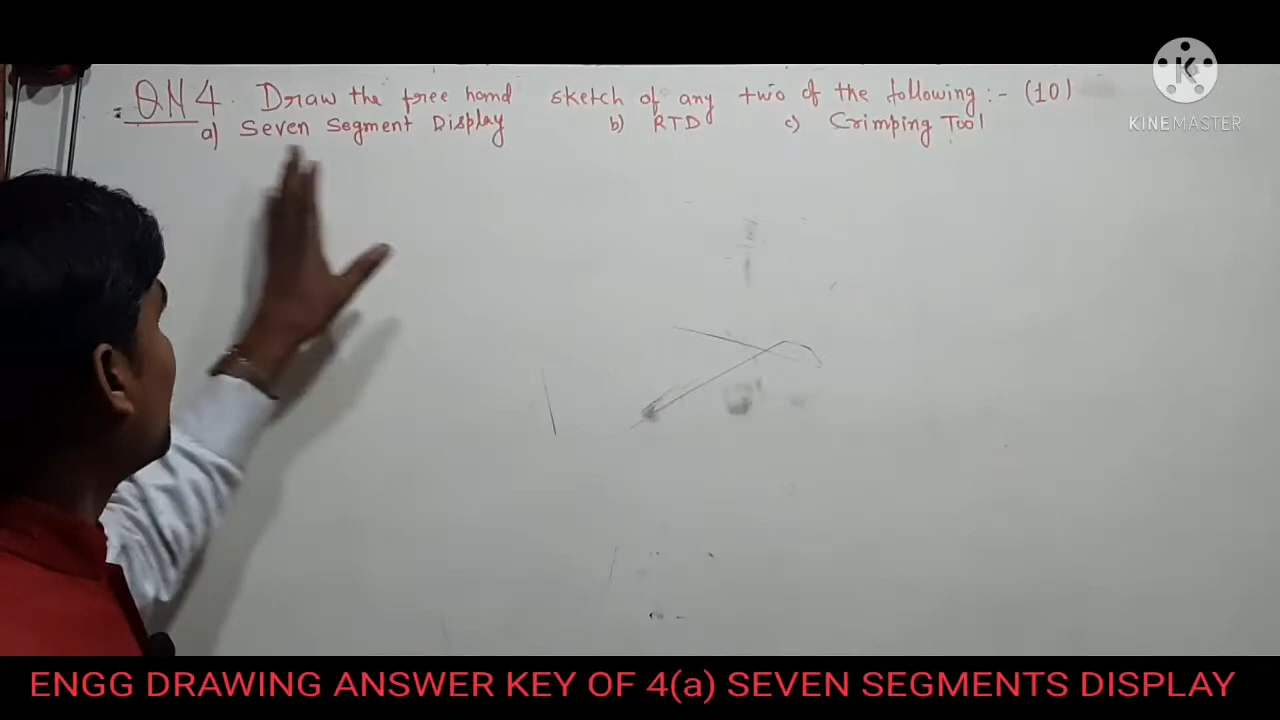 QN 4. Draw the free hand sketch of any two of the following :- (10)
a) Seven Segment Display b) RTD c) Crimping Tool
K
KINEMASTER
ENGG DRAWING ANSWER KEY OF 4(a) SEVEN SEGMENTS DISPLAY